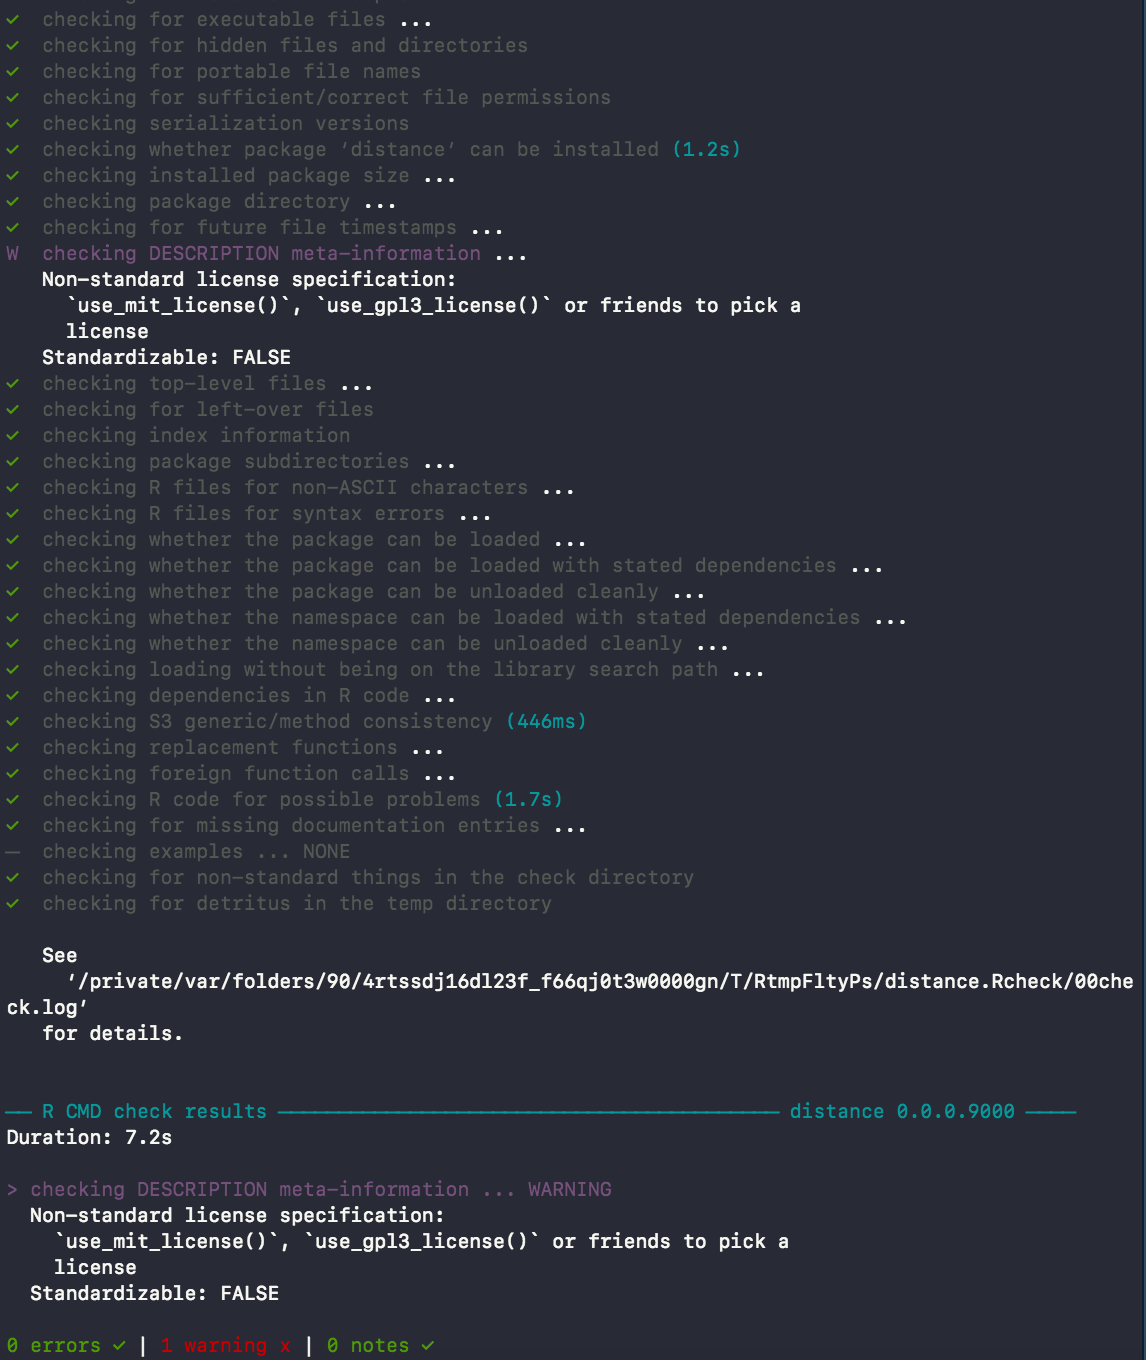 ✓  checking for executable files ...
✓  checking for hidden files and directories
✓  checking for portable file names
✓  checking for sufficient/correct file permissions
✓  checking serialization versions
✓  checking whether package ‘distance’ can be installed (1.2s)
✓  checking installed package size ...
✓  checking package directory ...
✓  checking for future file timestamps ...
W  checking DESCRIPTION meta-information ...
   Non-standard license specification:
     `use_mit_license()`, `use_gpl3_license()` or friends to pick a
     license
   Standardizable: FALSE
✓  checking top-level files ...
✓  checking for left-over files
✓  checking index information
✓  checking package subdirectories ...
✓  checking R files for non-ASCII characters ...
✓  checking R files for syntax errors ...
✓  checking whether the package can be loaded ...
✓  checking whether the package can be loaded with stated dependencies ...
✓  checking whether the package can be unloaded cleanly ...
✓  checking whether the namespace can be loaded with stated dependencies ...
✓  checking whether the namespace can be unloaded cleanly ...
✓  checking loading without being on the library search path ...
✓  checking dependencies in R code ...
✓  checking S3 generic/method consistency (446ms)
✓  checking replacement functions ...
✓  checking foreign function calls ...
✓  checking R code for possible problems (1.7s)
✓  checking for missing documentation entries ...
─  checking examples ... NONE
✓  checking for non-standard things in the check directory
✓  checking for detritus in the temp directory
   See
     ‘/private/var/folders/90/4rtssdj16dl23f_f66qj0t3w0000gn/T/RtmpFltyPs/distance.Rcheck/00che
ck.log’
   for details.
── R CMD check results ────────────────────────────────────────── distance 0.0.0.9000 ────
Duration: 7.2s
> checking DESCRIPTION meta-information ... WARNING
  Non-standard license specification:
    `use_mit_license()`, `use_gpl3_license()` or friends to pick a
    license
  Standardizable: FALSE
0 errors ✓ | 1 warning x | 0 notes ✓